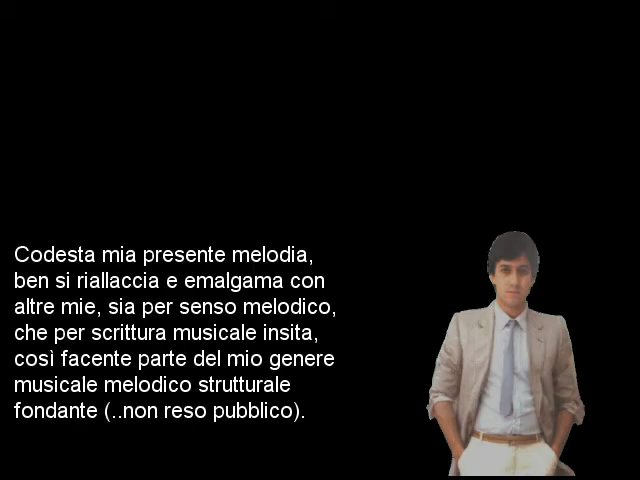 Codesta mia presente melodia,
ben si riallaccia e emalgama con
altre mie, sia per senso melodico,
che per scrittura musicale insita,
così facente parte del mio genere
musicale melodico strutturale
fondante (..non reso pubblico).